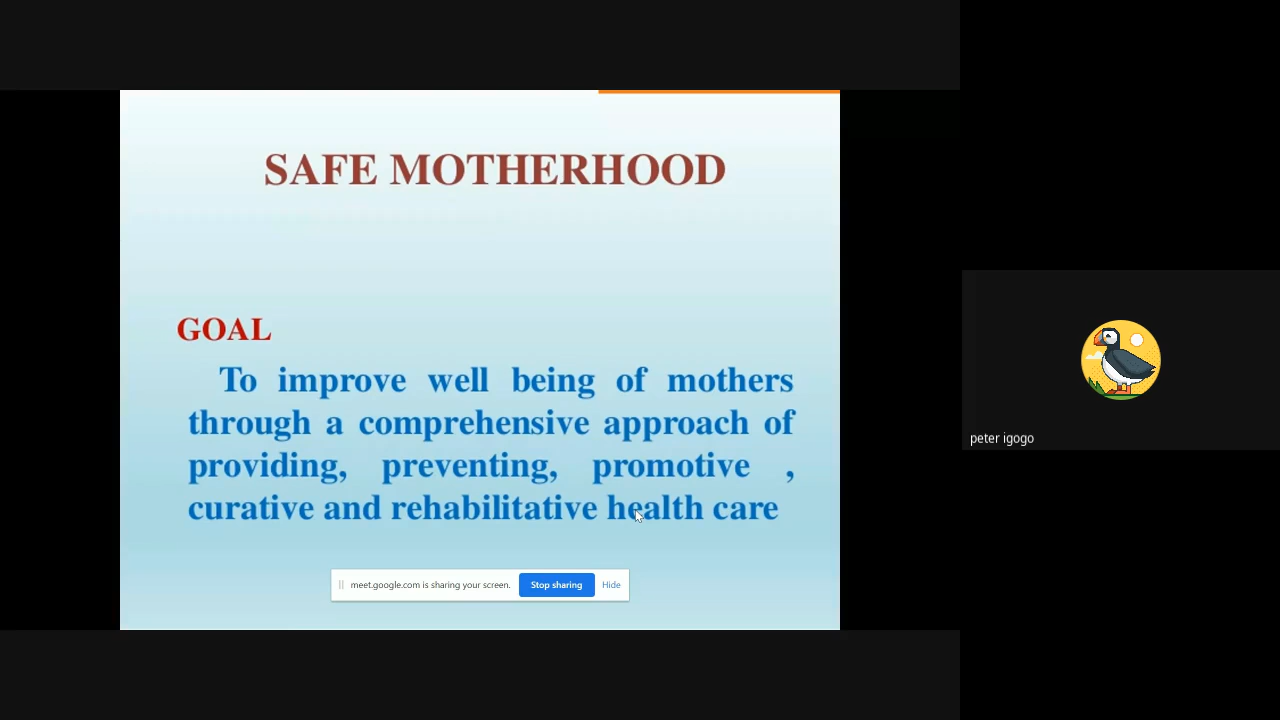 SAFE MOTHERHOOD
GOAL
To improve well being of mothers
through a comprehensive approach of
providing, preventing, promotive ,
curative and rehabilitative health care
meet.google.com is sharing your screen. Stop sharing Hide
peter igogo